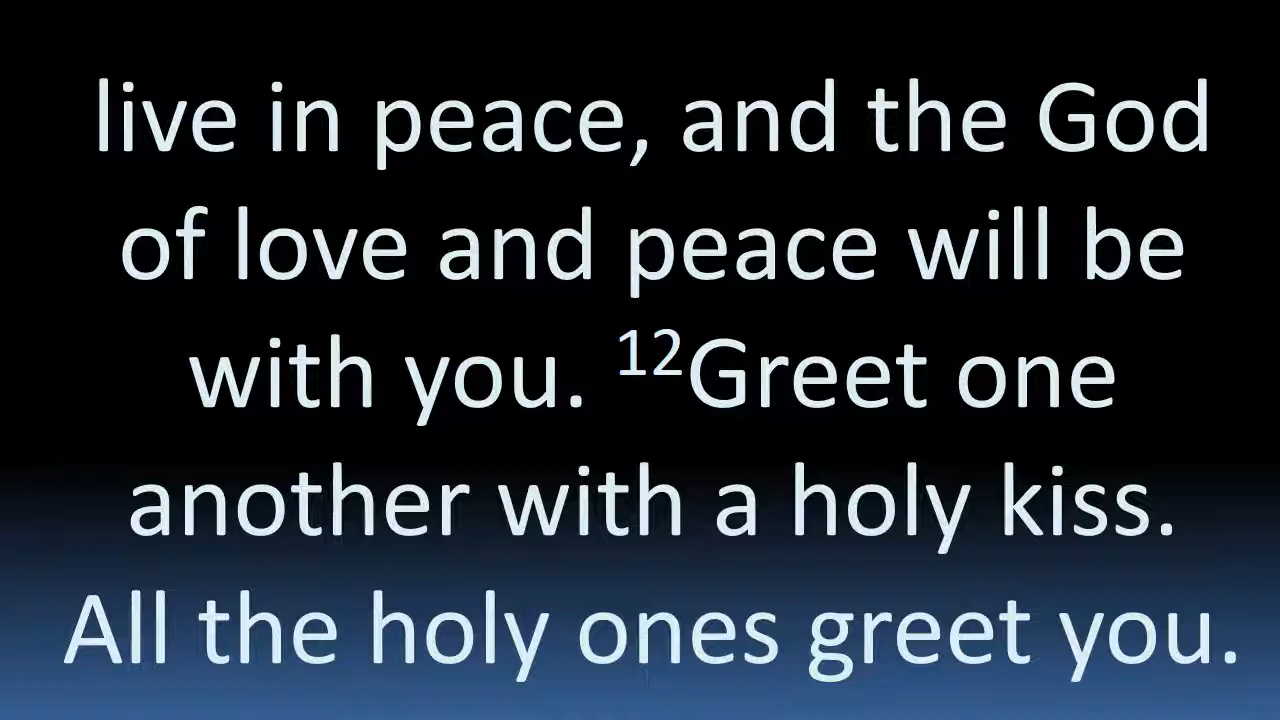 live in peace, and the God
of love and peace will be
with you. ¹²Greet one
another with a holy kiss.
All the holy ones greet you.